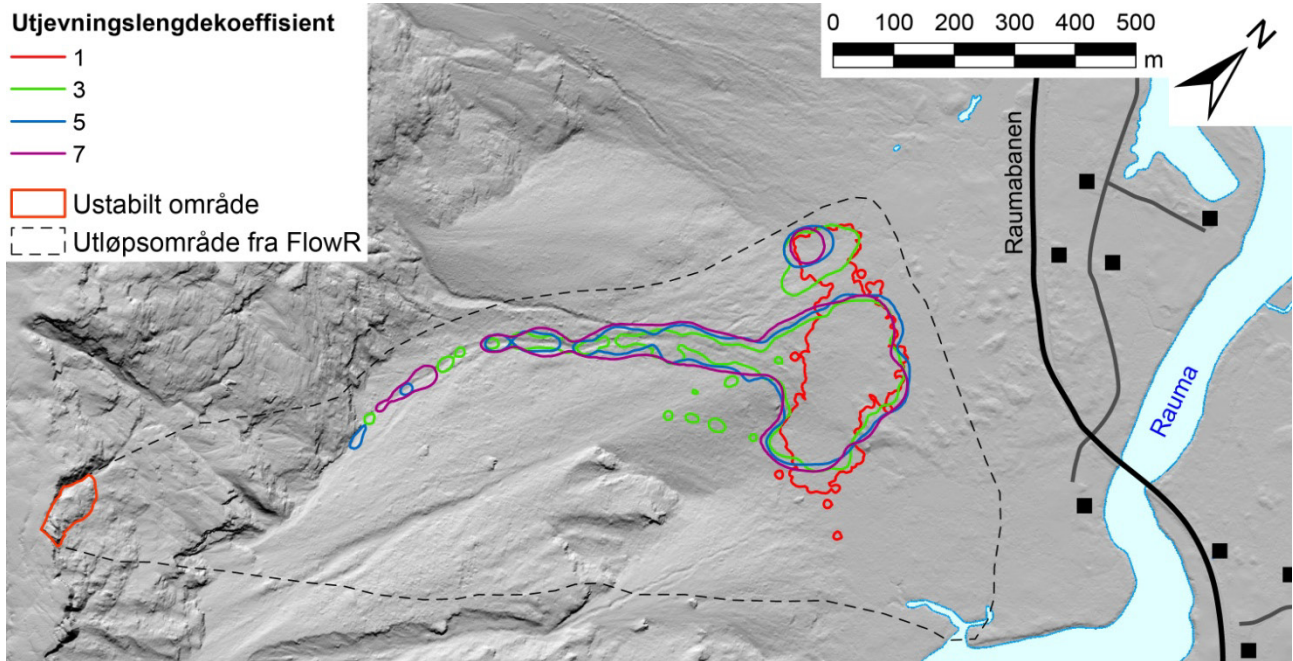 Utjevningslengdekoeffisient
1
3
5
7
Ustabilt område
Utløpsområde fra FlowR
0 100 200 300 400 500
m
N
Raumabanen
Rauma